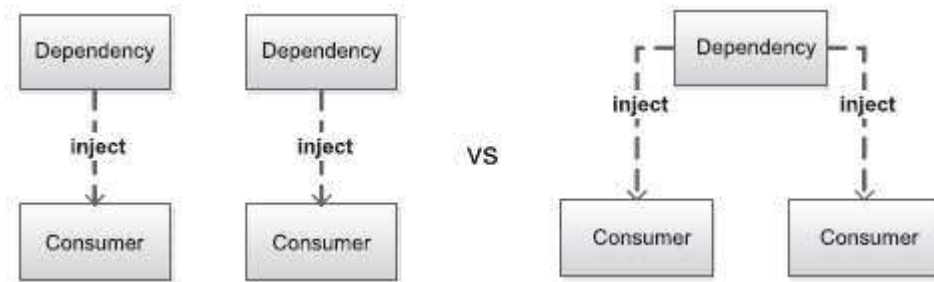 Dependency
Dependency
Dependency
inject
inject
vs
inject
inject
Consumer
Consumer
Consumer
Consumer